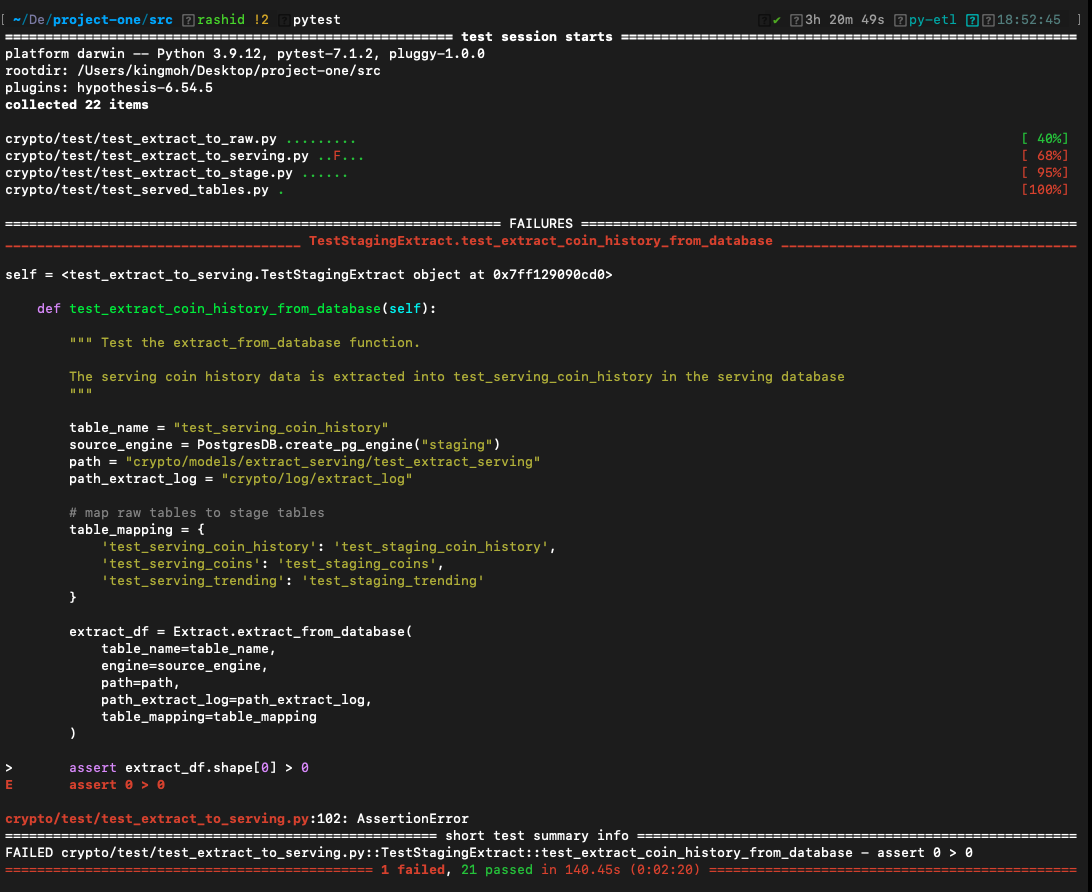 [ ~/De/project-one/src rashid !2 pytest ✔ 3h 20m 49s py-etl 18:52:45 ]
======================================================== test session starts =========================================================
platform darwin -- Python 3.9.12, pytest-7.1.2, pluggy-1.0.0
rootdir: /Users/kingmoh/Desktop/project-one/src
plugins: hypothesis-6.54.5
collected 22 items

crypto/test/test_extract_to_raw.py ......... [ 40%]
crypto/test/test_extract_to_serving.py ..F... [ 68%]
crypto/test/test_extract_to_stage.py ...... [ 95%]
crypto/test/test_served_tables.py . [100%]

============================================================== FAILURES ==============================================================
_____________________________________ TestStagingExtract.test_extract_coin_history_from_database _____________________________________

self = <test_extract_to_serving.TestStagingExtract object at 0x7ff129090cd0>

    def test_extract_coin_history_from_database(self):

        """ Test the extract_from_database function.

        The serving coin history data is extracted into test_serving_coin_history in the serving database
        """

        table_name = "test_serving_coin_history"
        source_engine = PostgresDB.create_pg_engine("staging")
        path = "crypto/models/extract_serving/test_extract_serving"
        path_extract_log = "crypto/log/extract_log"

        # map raw tables to stage tables
        table_mapping = {
            'test_serving_coin_history': 'test_staging_coin_history',
            'test_serving_coins': 'test_staging_coins',
            'test_serving_trending': 'test_staging_trending'
        }

        extract_df = Extract.extract_from_database(
            table_name=table_name,
            engine=source_engine,
            path=path,
            path_extract_log=path_extract_log,
            table_mapping=table_mapping
        )

>       assert extract_df.shape[0] > 0
E       assert 0 > 0

crypto/test/test_extract_to_serving.py:102: AssertionError
====================================================== short test summary info =======================================================
FAILED crypto/test/test_extract_to_serving.py::TestStagingExtract::test_extract_coin_history_from_database - assert 0 > 0
============================================== 1 failed, 21 passed in 140.45s (0:02:20) ==============================================